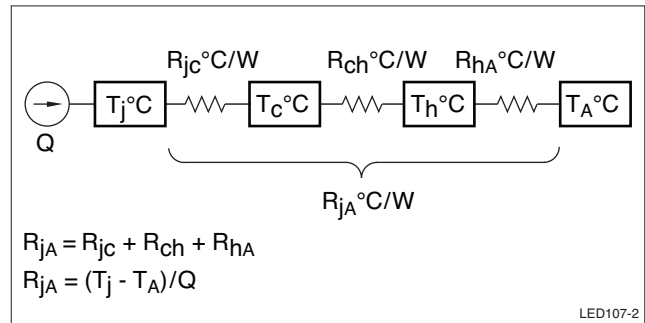 Rjc°C/W Rch°C/W RhA°C/W
Tj°C Tc°C Th°C TA°C
Q
RjA°C/W
RjA = Rjc + Rch + RhA
RjA = (Tj - TA)/Q
LED107-2